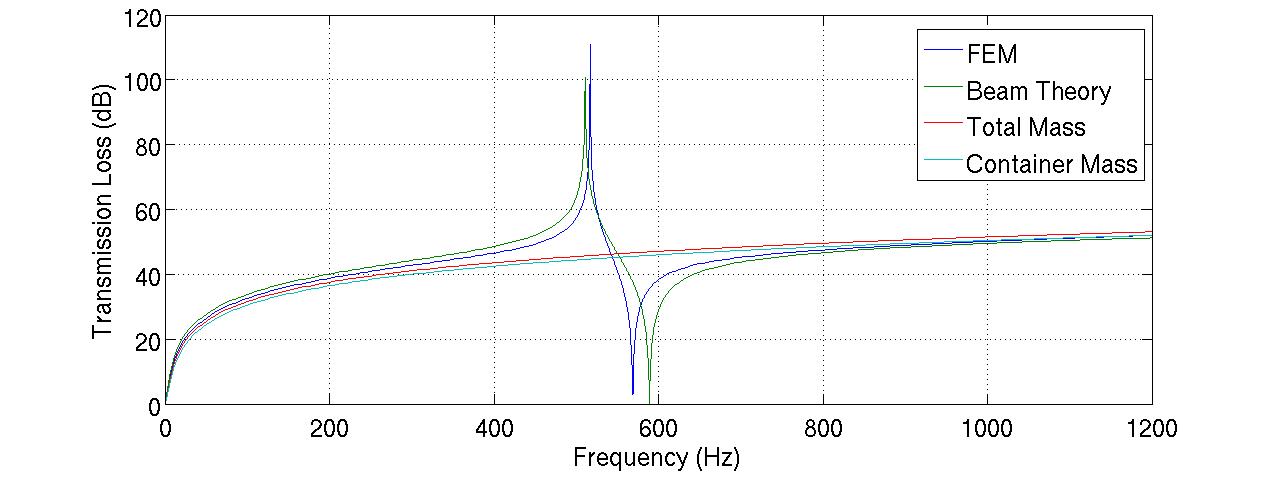 120
100
80
60
40
20
0
Transmission Loss (dB)
FEM
Beam Theory
Total Mass
Container Mass
0 200 400 600 800 1000 1200
Frequency (Hz)